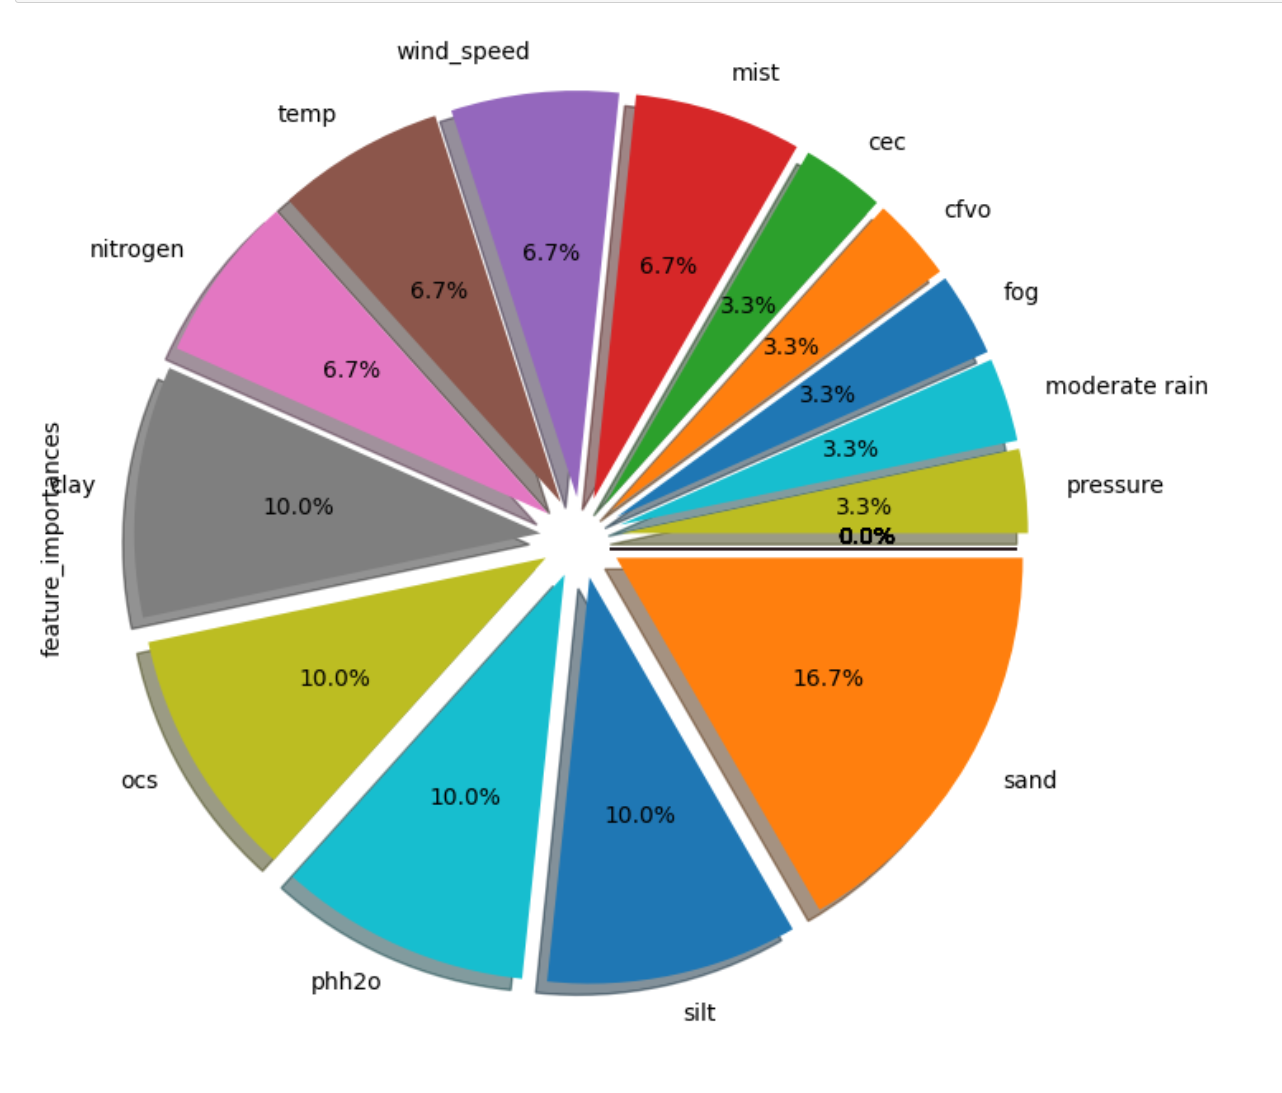 wind_speed
mist
temp
cec
cfvo
nitrogen
fog
moderate rain
pressure
clay
feature_importances
ocs
sand
phh2o
silt
6.7%
6.7%
6.7%
6.7%
3.3%
3.3%
3.3%
3.3%
3.3%
0.0%
10.0%
10.0%
10.0%
10.0%
16.7%